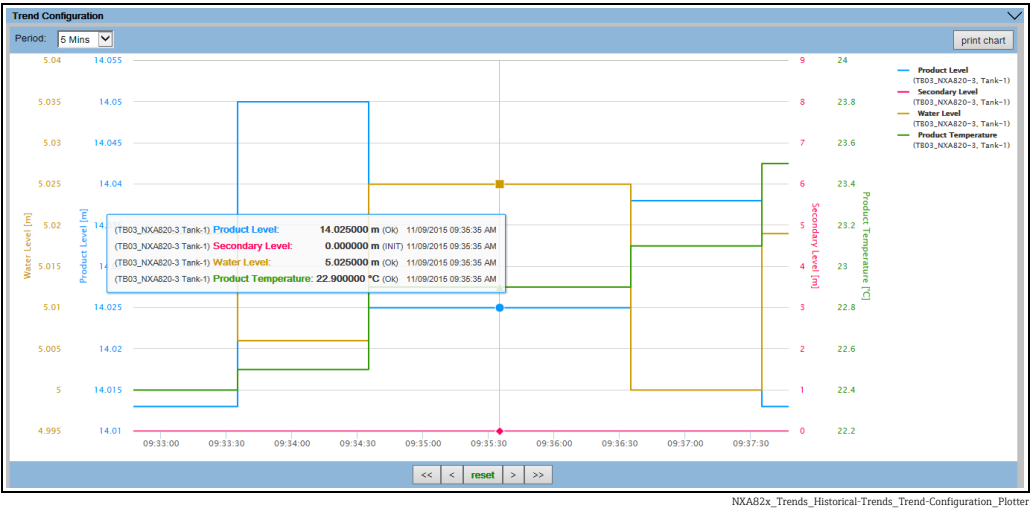 Trend Configuration
Period: 5 Mins print chart
5.04 14.055 9 24
5.035 14.05 8 23.8
5.03 14.045 7 23.6
5.025 14.04 6 23.4
5.02 14. 5 23.2
5.015 14 4 23
5.01 14.025 3 22.8
5.005 14.02 2 22.6
5 14.015 1 22.4
4.995 14.01 0 22.2
Water Level [m]
Product Level [m]
Secondary Level [m]
Product Temperature [°C]
Product Level
(TB03_NXA820-3, Tank-1)
Secondary Level
(TB03_NXA820-3, Tank-1)
Water Level
(TB03_NXA820-3, Tank-1)
Product Temperature
(TB03_NXA820-3, Tank-1)
(TB03_NXA820-3 Tank-1) Product Level: 14.025000 m (Ok) 11/09/2015 09:35:35 AM
(TB03_NXA820-3 Tank-1) Secondary Level: 0.000000 m (INIT) 11/09/2015 09:35:35 AM
(TB03_NXA820-3 Tank-1) Water Level: 5.025000 m (Ok) 11/09/2015 09:35:35 AM
(TB03_NXA820-3 Tank-1) Product Temperature: 22.900000 °C (Ok) 11/09/2015 09:35:35 AM
09:33:00 09:33:30 09:34:00 09:34:30 09:35:00 09:35:30 09:36:00 09:36:30 09:37:00 09:37:30
<< < reset > >>
NXA82x_Trends_Historical-Trends_Trend-Configuration_Plotter